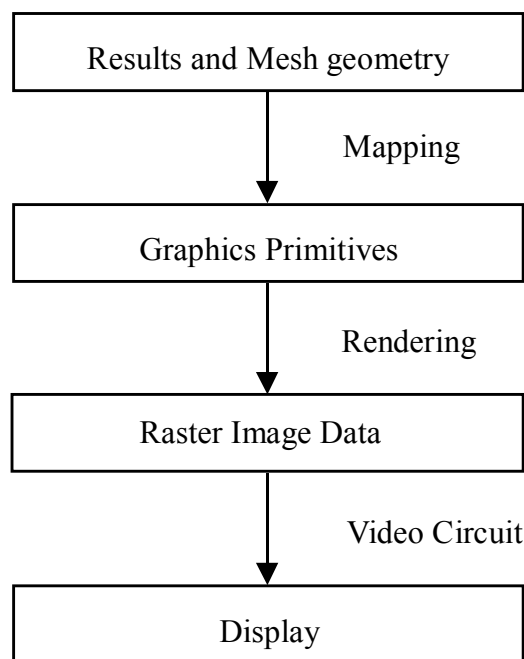 Results and Mesh geometry
Mapping
Graphics Primitives
Rendering
Raster Image Data
Video Circuit
Display